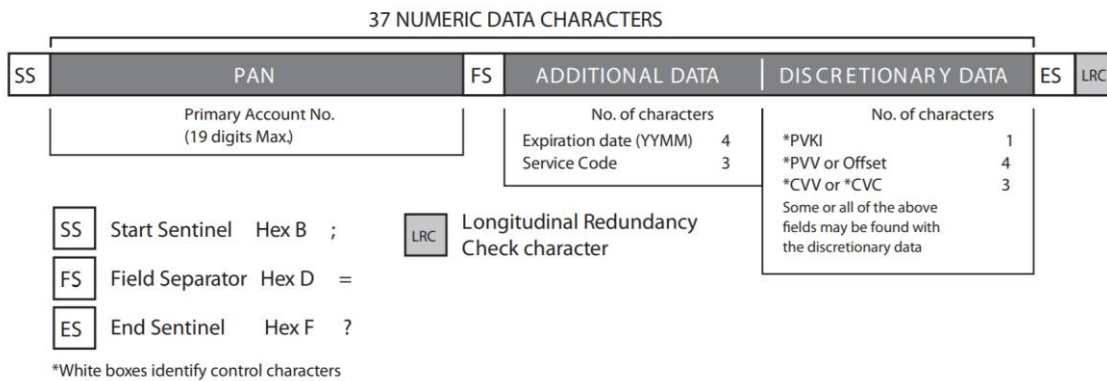 37 NUMERIC DATA CHARACTERS
SS PAN FS ADDITIONAL DATA DISCRETIONARY DATA ES LRC
Primary Account No.
(19 digits Max.)
No. of characters
Expiration date (YYMM) 4
Service Code 3
No. of characters
*PVKI 1
*PVV or Offset 4
*CVV or *CVC 3
Some or all of the above
fields may be found with
the discretionary data
SS Start Sentinel Hex B ;
FS Field Separator Hex D =
ES End Sentinel Hex F ?
LRC Longitudinal Redundancy
Check character
*White boxes identify control characters